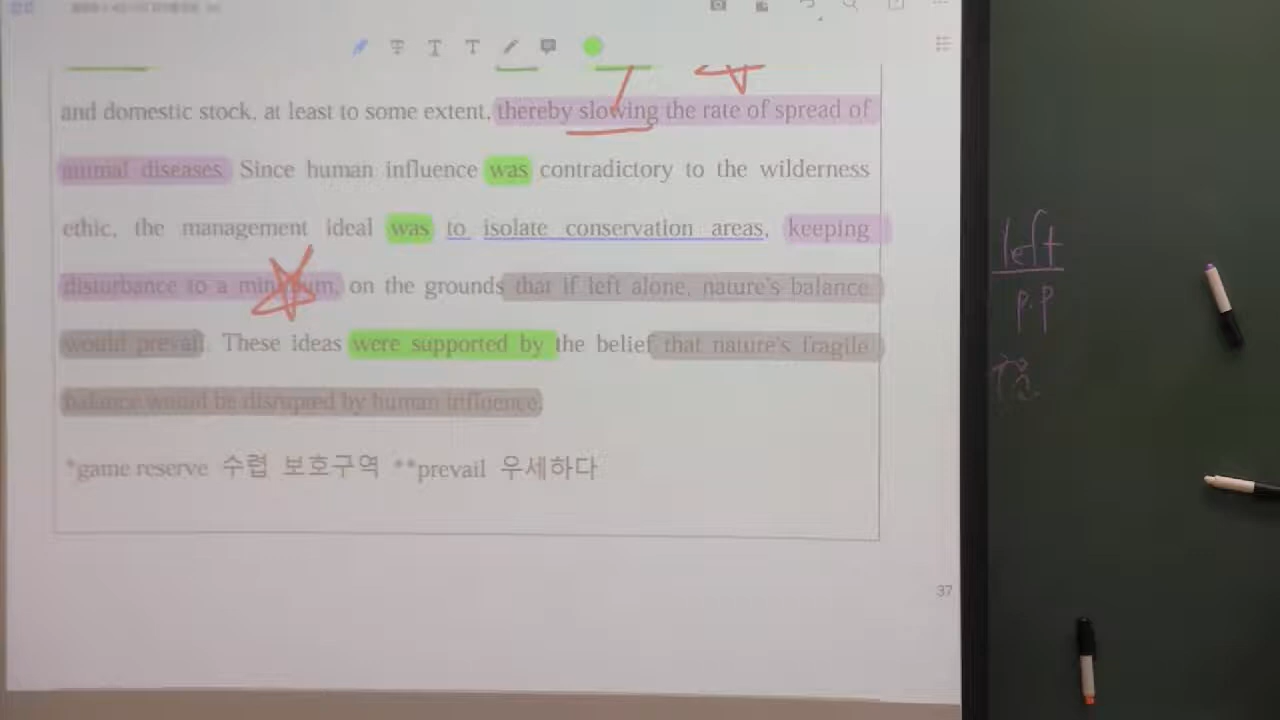 and domestic stock, at least to some extent, thereby slowing the rate of spread of
animal diseases. Since human influence was contradictory to the wilderness
ethic, the management ideal was to isolate conservation areas, keeping
disturbance to a minimum, on the grounds that if left alone, nature's balance
would prevail. These ideas were supported by the belief that nature's fragile
balance would be disrupted by human influence.
*game reserve 수렵 보호구역 **prevail 우세하다
37
left
p.p